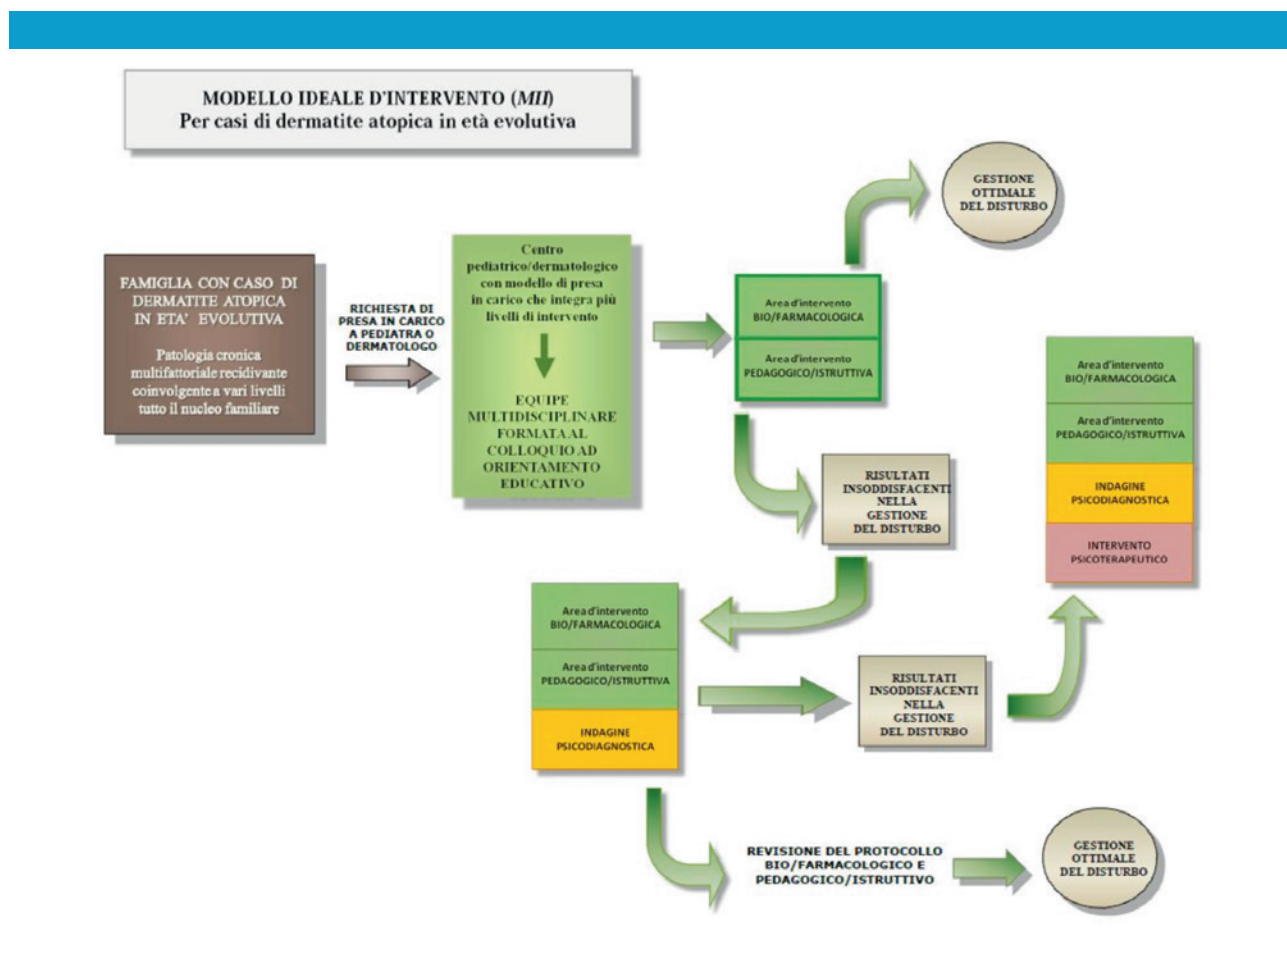 MODELLO IDEALE D'INTERVENTO (MII)
Per casi di dermatite atopica in età evolutiva
FAMIGLIA CON CASO DI
DERMATITE ATOPICA
IN ETA' EVOLUTIVA
Patologia cronica
multifattoriale recidivante
coinvolgente a vari livelli
tutto il nucleo familiare
RICHIESTA DI
PRESA IN CARICO
A PEDIATRA O
DERMATOLOGO
Centro
pediatrico/dermatologico
con modello di presa
in carico che integra più
livelli di intervento
EQUIPE
MULTIDISCIPLINARE
FORMATA AL
COLLOQUIO AD
ORIENTAMENTO
EDUCATIVO
Area d'intervento
BIO/FARMACOLOGICA
Area d'intervento
PEDAGOGICO/ISTRUTTIVA
GESTIONE
OTTIMALE
DEL DISTURBO
RISULTATI
INSODDISFACENTI
NELLA
GESTIONE
DEL DISTURBO
Area d'intervento
BIO/FARMACOLOGICA
Area d'intervento
PEDAGOGICO/ISTRUTTIVA
INDAGINE
PSICODIAGNOSTICA
RISULTATI
INSODDISFACENTI
NELLA
GESTIONE
DEL DISTURBO
Area d'intervento
BIO/FARMACOLOGICA
Area d'intervento
PEDAGOGICO/ISTRUTTIVA
INDAGINE
PSICODIAGNOSTICA
INTERVENTO
PSICOTERAPEUTICO
REVISIONE DEL PROTOCOLLO
BIO/FARMACOLOGICO E
PEDAGOGICO/ISTRUTTIVO
GESTIONE
OTTIMALE
DEL DISTURBO